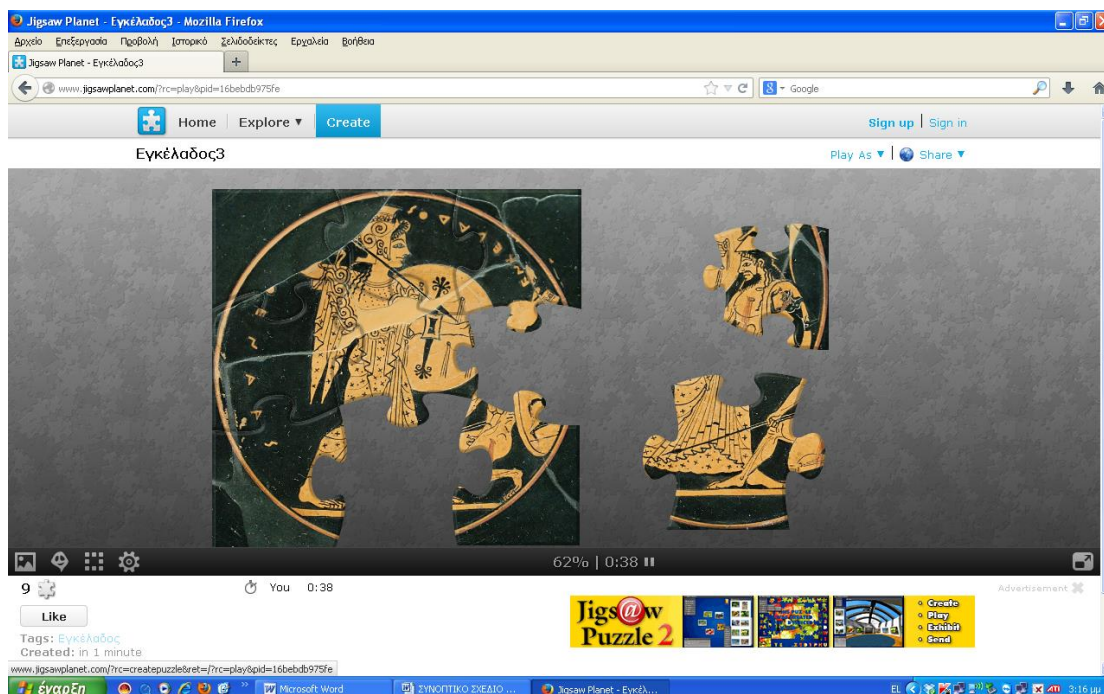 Jigsaw Planet - Εγκέλαδος3 - Mozilla Firefox
Αρχείο Επεξεργασία Προβολή Ιστορικό Σελιδοδείκτες Εργαλεία Βοήθεια
Jigsaw Planet - Εγκέλαδος3 +
www.jigsawplanet.com/?rc=play&pid=16bebdb975fe Google
Home Explore Create Sign up Sign in
Εγκέλαδος3 Play As Share
62% | 0:38
9 You 0:38 Advertisement
Like
Tags: Εγκέλαδος
Created: in 1 minute
Jigs@w
Puzzle 2
Create
Play
Exhibit
Send
www.jigsawplanet.com/?rc=createpuzzle&ret=/?rc=play&pid=16bebdb975fe
έναρξη Microsoft Word ΣΥΝΟΠΤΙΚΟ ΣΧΕΔΙΟ ... Jigsaw Planet - Εγκέλ... EL 3:16 μμ